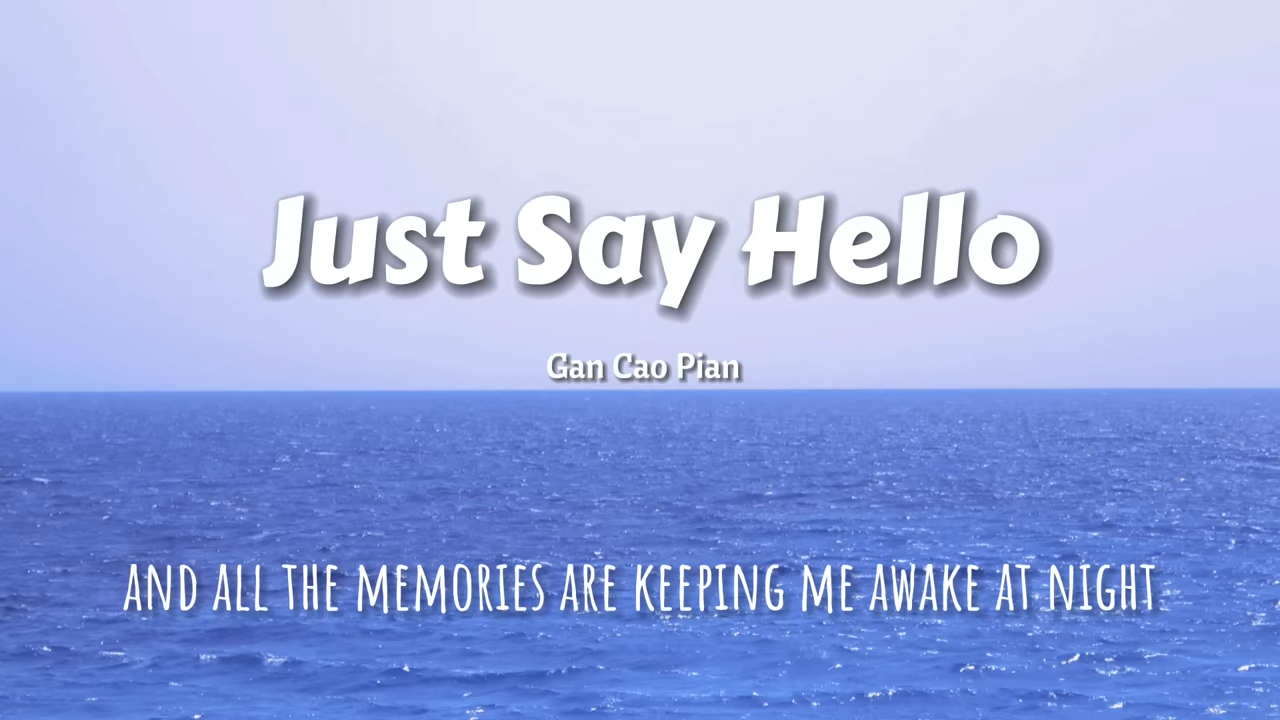 Just Say Hello
Gan Cao Pian
AND ALL THE MEMORIES ARE KEEPING ME AWAKE AT NIGHT